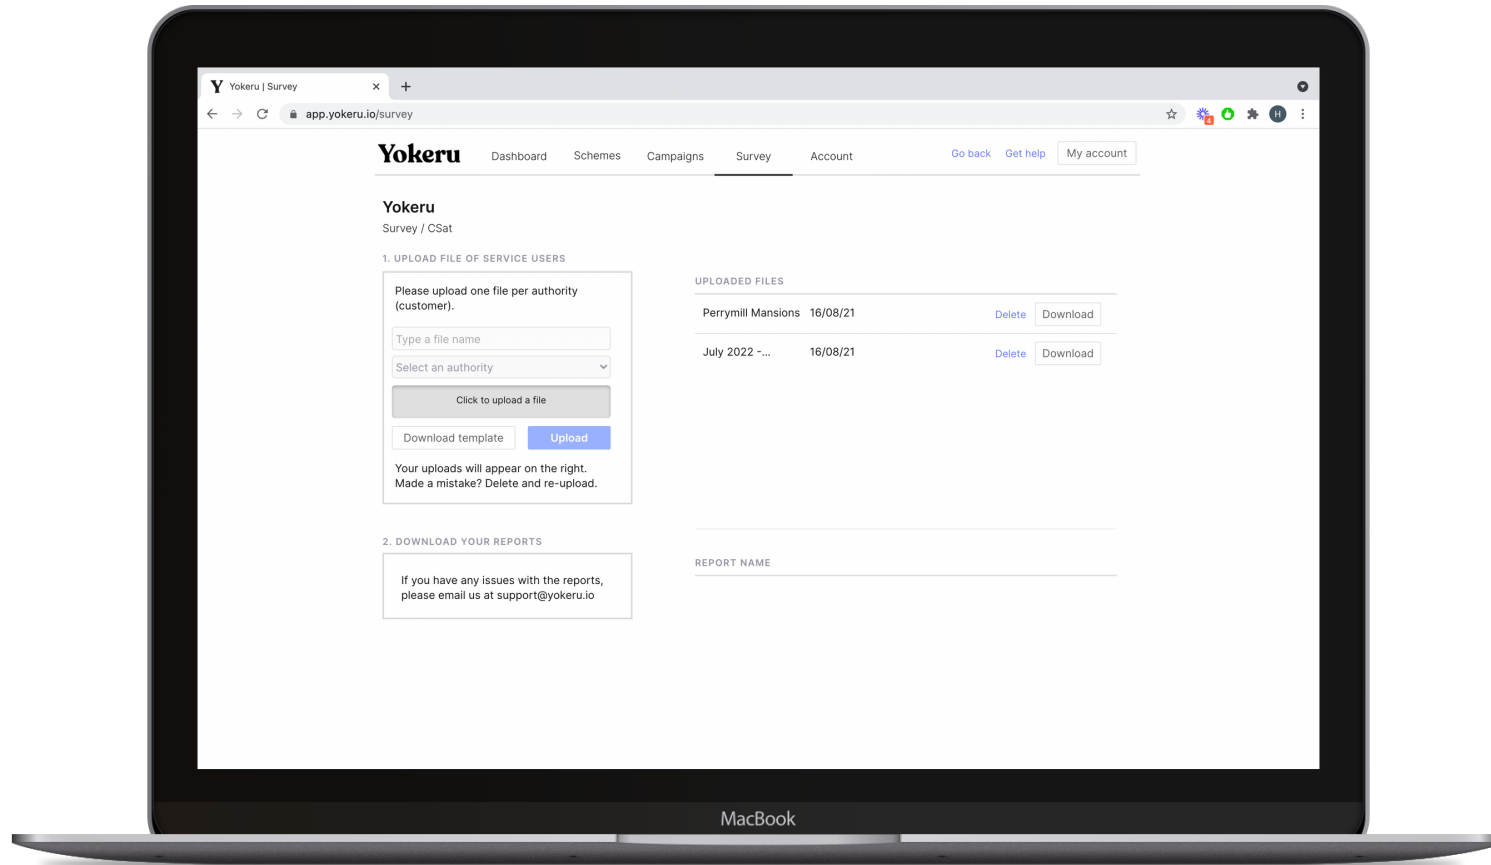 Yokeru | Survey
app.yokeru.io/survey
4
H
Yokeru
Dashboard
Schemes
Campaigns
Survey
Account
Go back
Get help
My account
Yokeru
Survey / CSat
1. UPLOAD FILE OF SERVICE USERS
Please upload one file per authority
(customer).
Type a file name
Select an authority
Click to upload a file
Download template
Upload
Your uploads will appear on the right.
Made a mistake? Delete and re-upload.
UPLOADED FILES
Perrymill Mansions 16/08/21 Delete Download
July 2022 -... 16/08/21 Delete Download
2. DOWNLOAD YOUR REPORTS
If you have any issues with the reports,
please email us at support@yokeru.io
REPORT NAME
MacBook